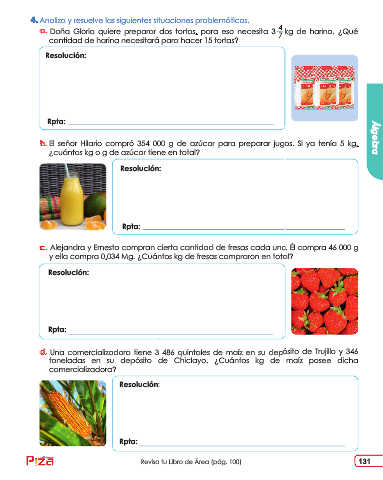 4. Analiza y resuelve las siguientes situaciones problemáticas.
a. Doña Gloria quiere preparar dos tortas, para eso necesita 3 4/7 kg de harina. ¿Qué
cantidad de harina necesitará para hacer 15 tortas?
Resolución:
Rpta:
b. El señor Hilario compró 354 000 g de azúcar para preparar jugos. Si ya tenía 5 kg,
¿cuántos kg o g de azúcar tiene en total?
Resolución:
Rpta:
c. Alejandra y Ernesto compran cierta cantidad de fresas cada uno. Él compra 46 000 g
y ella compra 0,034 Mg. ¿Cuántos kg de fresas compraron en total?
Resolución:
Rpta:
d. Una comercializadora tiene 3 486 quintales de maíz en su depósito de Trujillo y 346
toneladas en su depósito de Chiclayo. ¿Cuántos kg de maíz posee dicha
comercializadora?
Resolución:
Rpta:
Álgebra
Revisa tu Libro de Área (pág. 100)
131